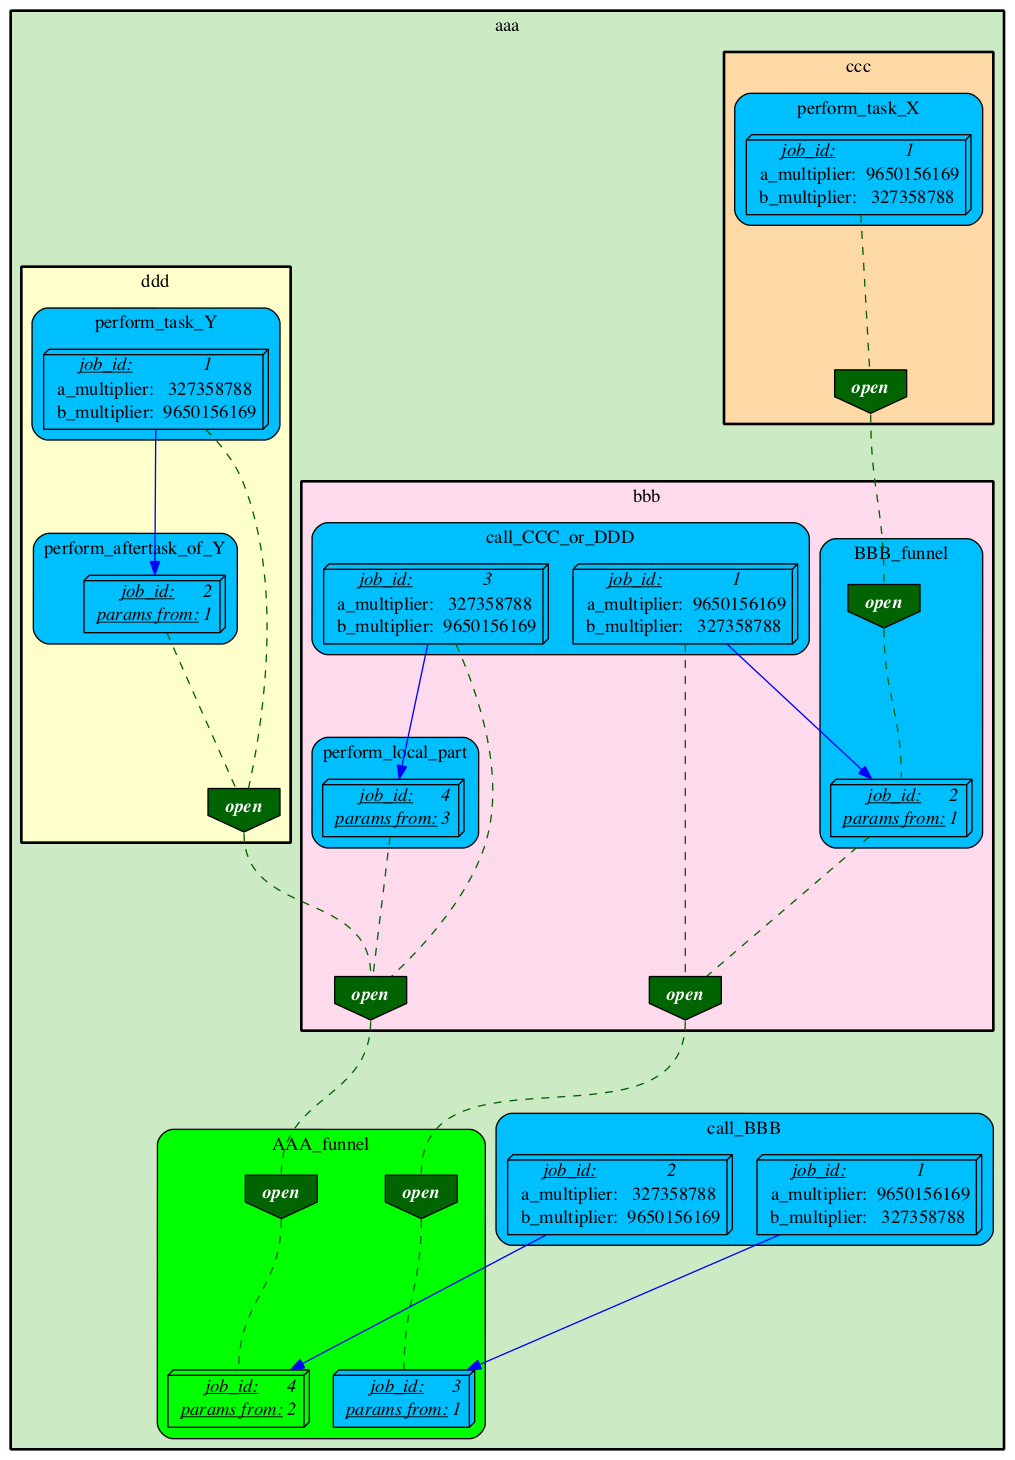 aaa
ccc
perform_task_X
job_id: 1
a_multiplier: 9650156169
b_multiplier: 327358788
open
ddd
perform_task_Y
job_id: 1
a_multiplier: 327358788
b_multiplier: 9650156169
perform_aftertask_of_Y
job_id: 2
params from: 1
open
bbb
call_CCC_or_DDD
job_id: 3
a_multiplier: 327358788
b_multiplier: 9650156169
job_id: 1
a_multiplier: 9650156169
b_multiplier: 327358788
BBB_funnel
open
job_id: 2
params from: 1
perform_local_part
job_id: 4
params from: 3
open
open
call_BBB
job_id: 2
a_multiplier: 327358788
b_multiplier: 9650156169
job_id: 1
a_multiplier: 9650156169
b_multiplier: 327358788
AAA_funnel
open
open
job_id: 4
params from: 2
job_id: 3
params from: 1